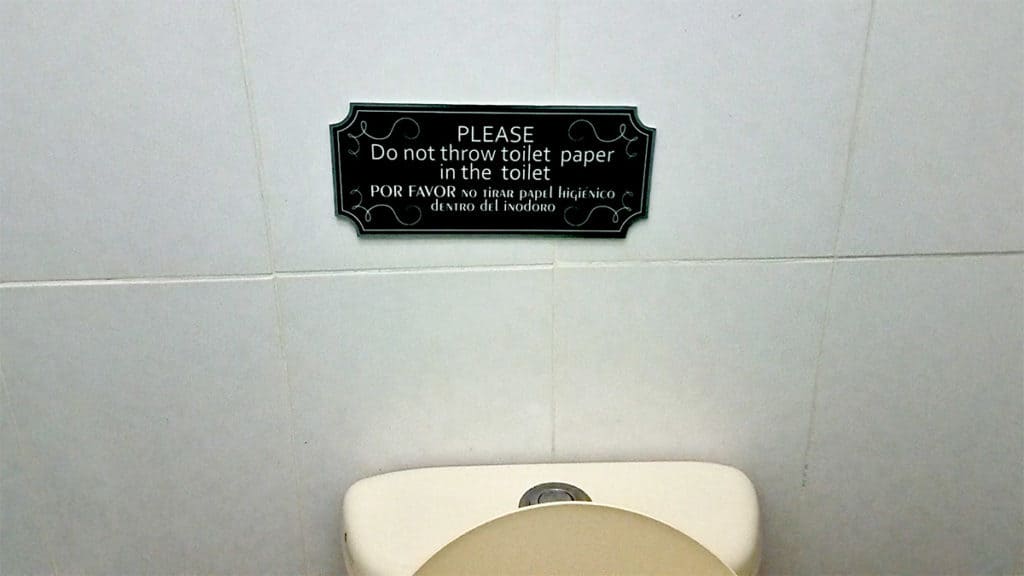 PLEASE
Do not throw toilet paper
in the toilet
POR FAVOR NO TIRAR PAPEL HIGIÉNICO
DENTRO DEL INODORO